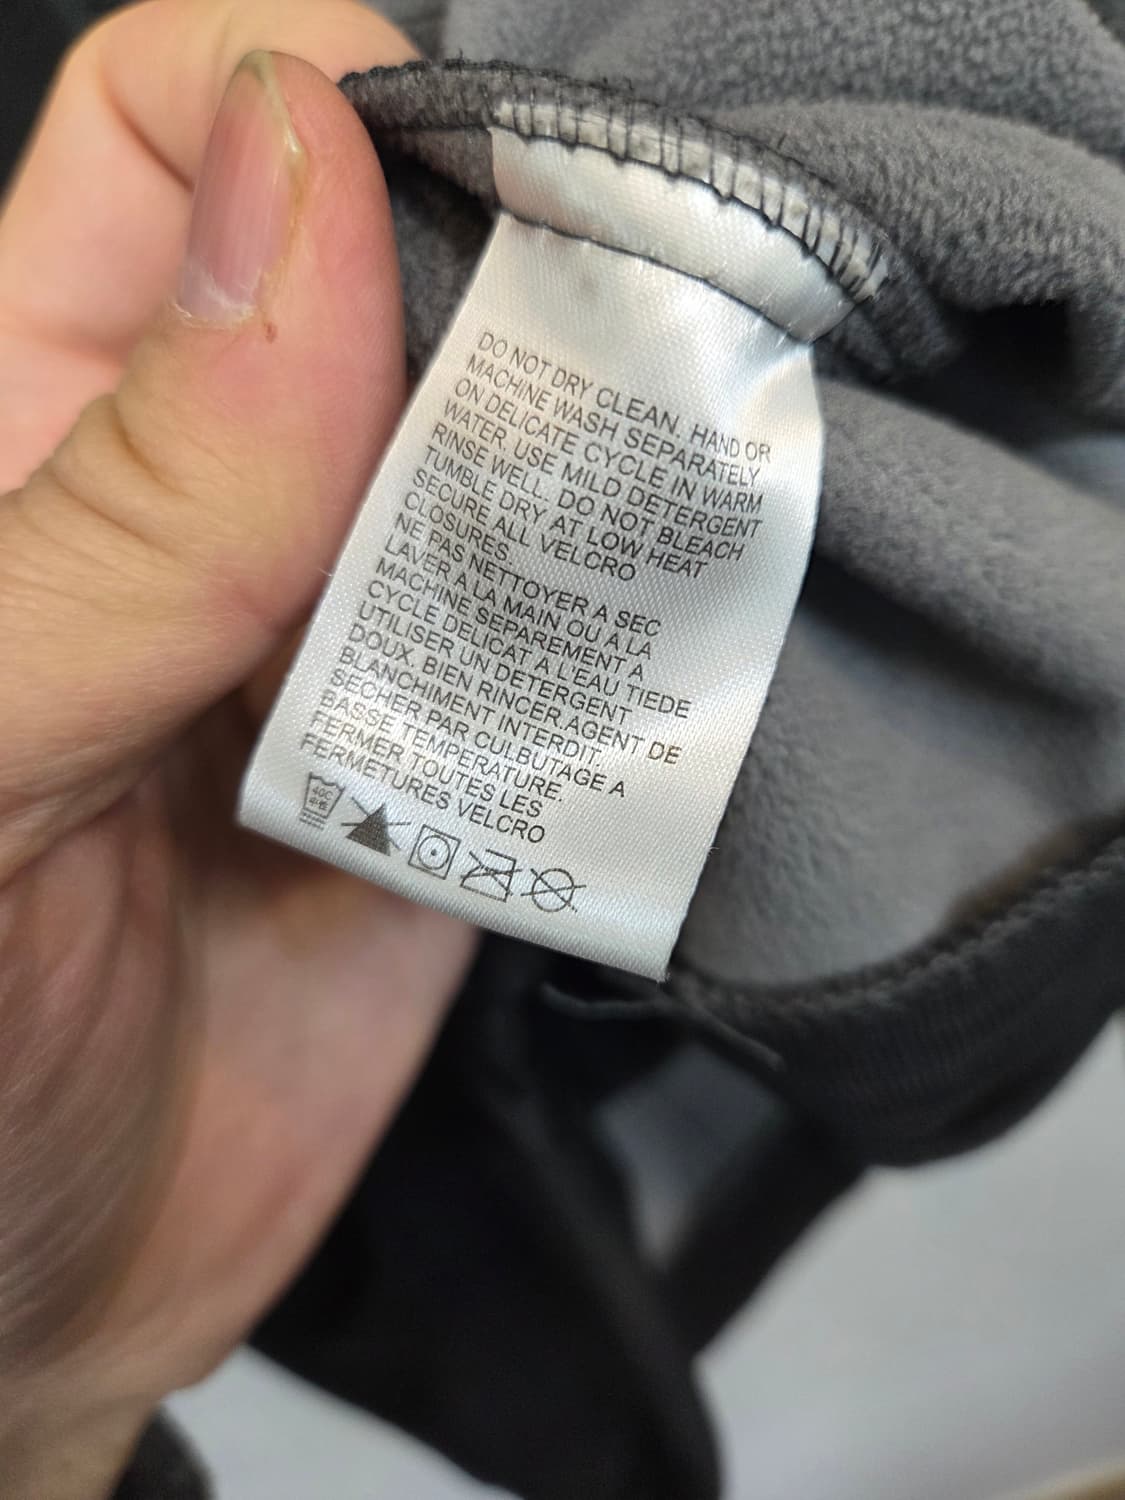 DO NOT DRY CLEAN. HAND OR
MACHINE WASH SEPARATELY
ON DELICATE CYCLE IN WARM
WATER. USE MILD DETERGENT
RINSE WELL. DO NOT BLEACH
TUMBLE DRY AT LOW HEAT
SECURE ALL VELCRO
CLOSURES.
NE PAS NETTOYER A SEC
LAVER A LA MAIN OU A LA
MACHINE SEPAREMENT A
CYCLE DELICAT A L'EAU TIEDE
UTILISER UN DETERGENT
DOUX. BIEN RINCER.AGENT DE
BLANCHIMENT INTERDIT.
SECHER PAR CULBUTAGE A
BASSE TEMPERATURE.
FERMER TOUTES LES
FERMETURES VELCRO
40C